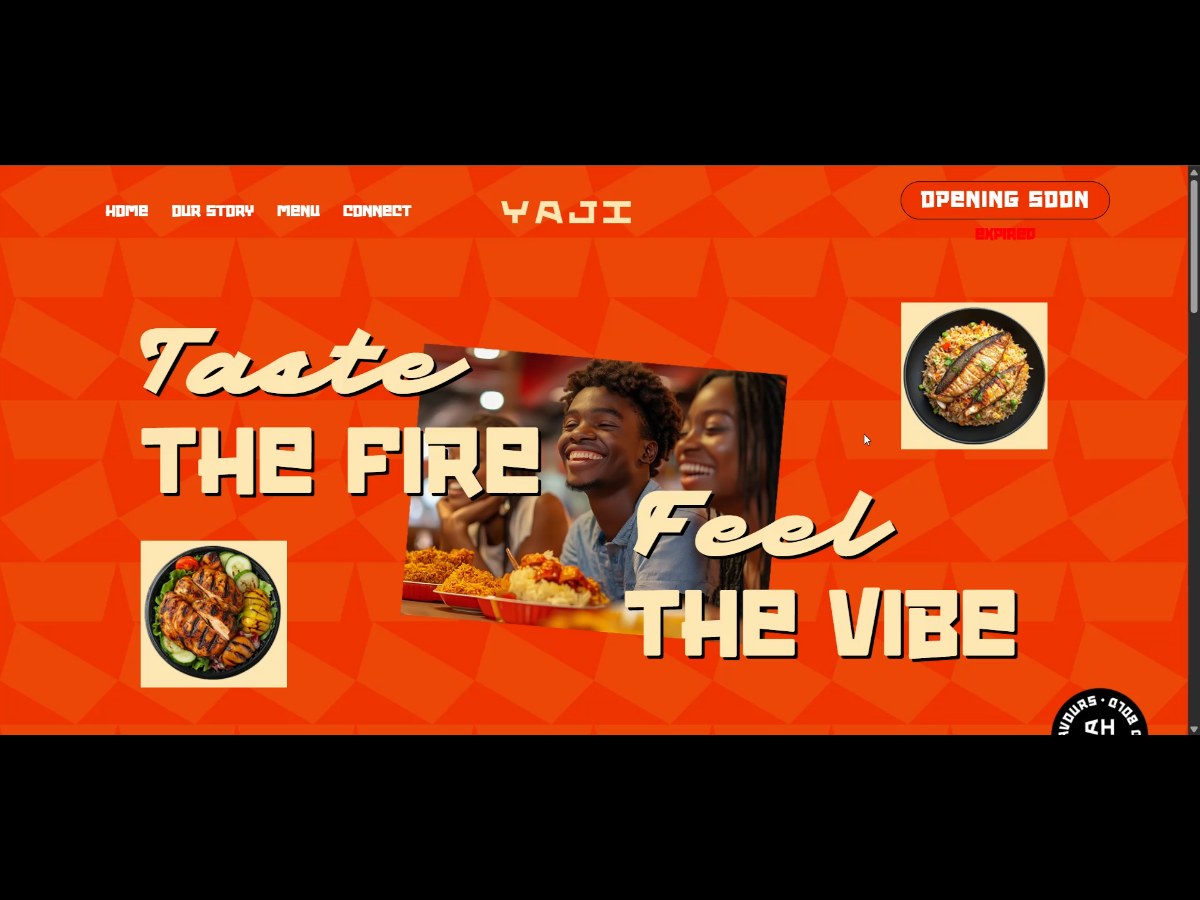 HOME OUR STORY MENU CONNECT
YAJI
OPENING SOON
EXPIRED
Taste
THE FIRE
Feel
THE VIBE